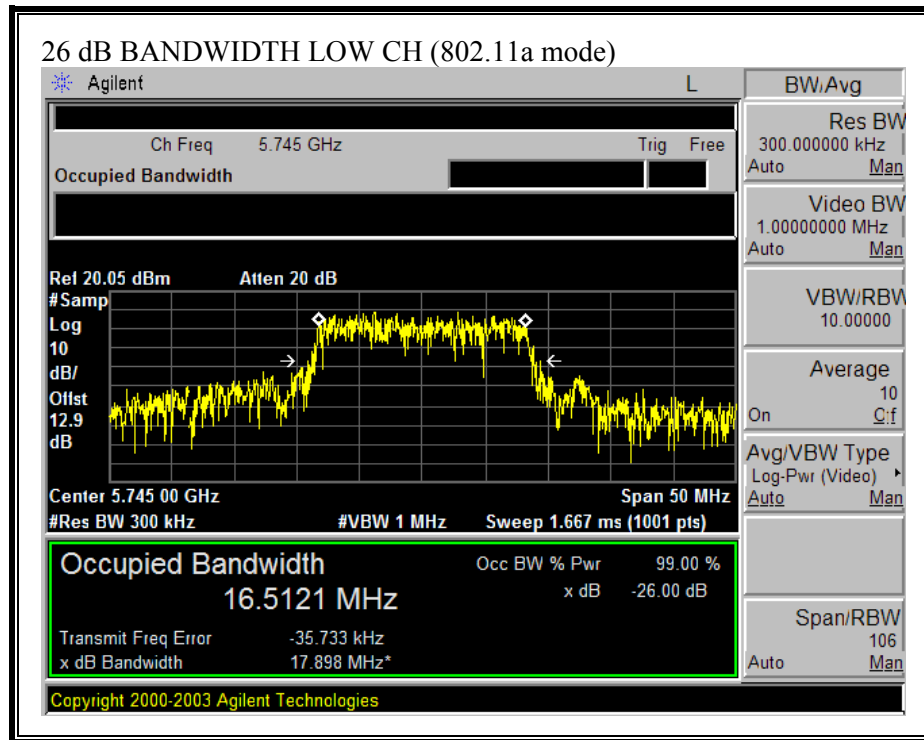 26 dB BANDWIDTH LOW CH (802.11a mode)
Agilent L
Ch Freq 5.745 GHz Trig Free
Occupied Bandwidth
Ref 20.05 dBm Atten 20 dB
#Samp
Log
10
dB/
Offst
12.9
dB
Center 5.745 00 GHz Span 50 MHz
#Res BW 300 kHz #VBW 1 MHz Sweep 1.667 ms (1001 pts)
Occupied Bandwidth
16.5121 MHz
Occ BW % Pwr 99.00 %
x dB -26.00 dB
Transmit Freq Error -35.733 kHz
x dB Bandwidth 17.898 MHz*
Copyright 2000-2003 Agilent Technologies
BW/Avg
Res BW
300.000000 kHz
Auto Man
Video BW
1.00000000 MHz
Auto Man
VBW/RBW
10.00000
Average
10
On Off
Avg/VBW Type
Log-Pwr (Video)
Auto Man
Span/RBW
106
Auto Man